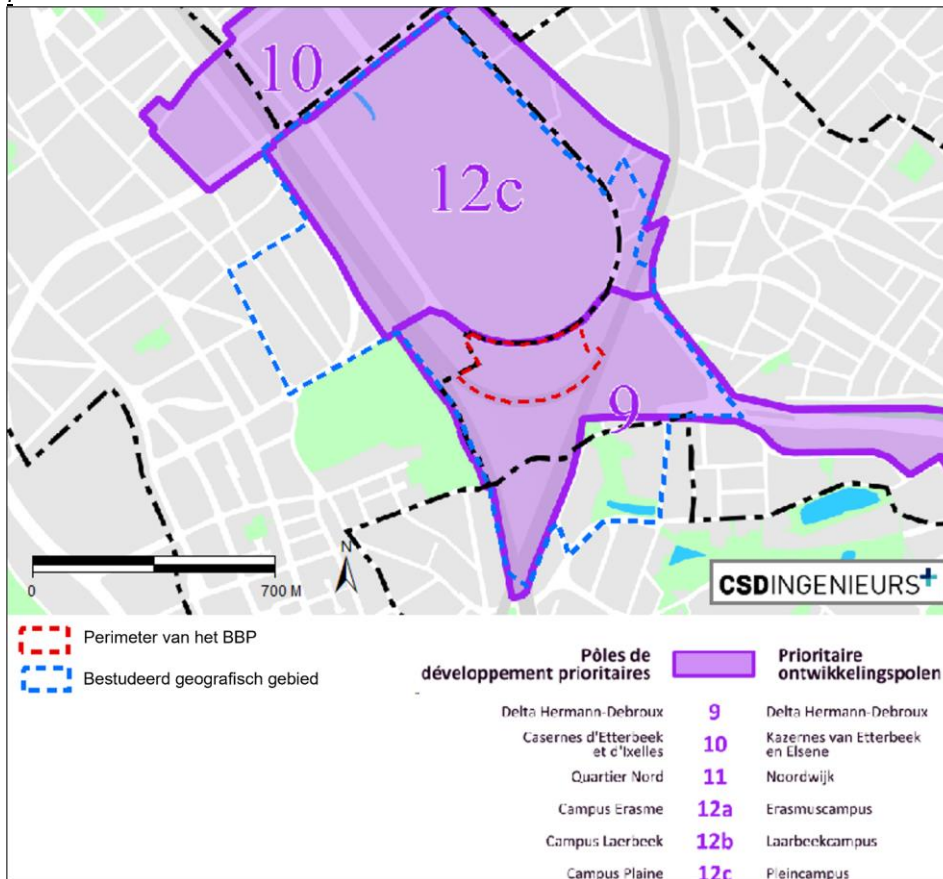 10
12c
9
N
0 700 M
CSDINGENIEURS+
Perimeter van het BBP
Bestudeerd geografisch gebied
Pôles de développement prioritaires Prioritaire ontwikkelingspolen
Delta Hermann-Debroux 9 Delta Hermann-Debroux
Casernes d'Etterbeek et d'Ixelles 10 Kazernes van Etterbeek en Elsene
Quartier Nord 11 Noordwijk
Campus Erasme 12a Erasmuscampus
Campus Laerbeek 12b Laarbeekcampus
Campus Plaine 12c Pleincampus